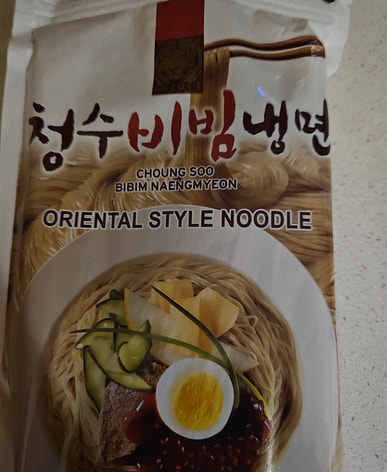 청수비빔냉면
CHOUNG SOO
BIBIM NAENGMYEON
ORIENTAL STYLE NOODLE